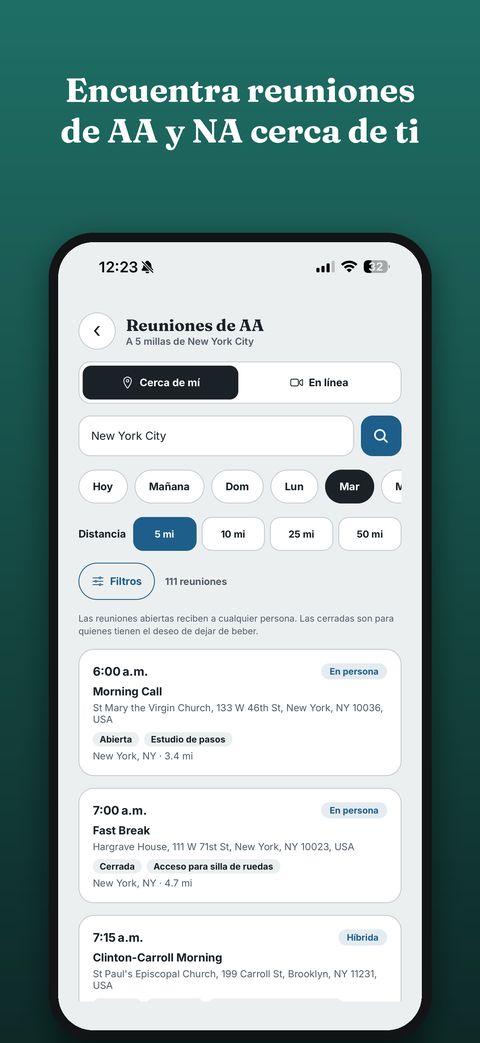 Encuentra reuniones
de AA y NA cerca de ti
12:23
32
Reuniones de AA
A 5 millas de New York City
Cerca de mí
En línea
New York City
Hoy
Mañana
Dom
Lun
Mar
Distancia
5 mi
10 mi
25 mi
50 mi
Filtros
111 reuniones
Las reuniones abiertas reciben a cualquier persona. Las cerradas son para
quienes tienen el deseo de dejar de beber.
6:00 a.m.
En persona
Morning Call
St Mary the Virgin Church, 133 W 46th St, New York, NY 10036,
USA
Abierta
Estudio de pasos
New York, NY · 3.4 mi
7:00 a.m.
En persona
Fast Break
Hargrave House, 111 W 71st St, New York, NY 10023, USA
Cerrada
Acceso para silla de ruedas
New York, NY · 4.7 mi
7:15 a.m.
Híbrida
Clinton-Carroll Morning
St Paul's Episcopal Church, 199 Carroll St, Brooklyn, NY 11231,
USA